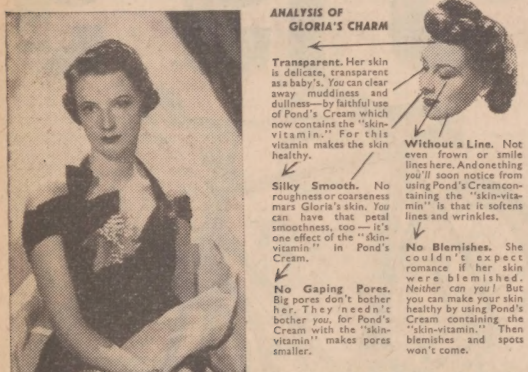 ANALYSIS OF
GLORIA'S CHARM
Transparent. Her skin
is delicate, transparent
as a baby's. You can clear
away muddiness and
dullness—by faithful use
of Pond's Cream which
now contains the "skin-
vitamin." For this
vitamin makes the skin
healthy.
Silky Smooth. No
roughness or coarseness
mars Gloria's skin. You
can have that petal
smoothness, too — it's
one effect of the "skin-
vitamin" in Pond's
Cream.
No Gaping Pores.
Big pores don't bother
her. They needn't
bother you, for Pond's
Cream with the "skin-
vitamin" makes pores
smaller.
Without a Line. Not
even frown or smile
lines here. And one thing
you'll soon notice from
using Pond's Cream con-
taining the "skin-vita-
min" is that it softens
lines and wrinkles.
No Blemishes. She
couldn't expect
romance if her skin
were blemished.
Neither can you! But
you can make your skin
healthy by using Pond's
Cream containing the
"skin-vitamin." Then
blemishes and spots
won't come.